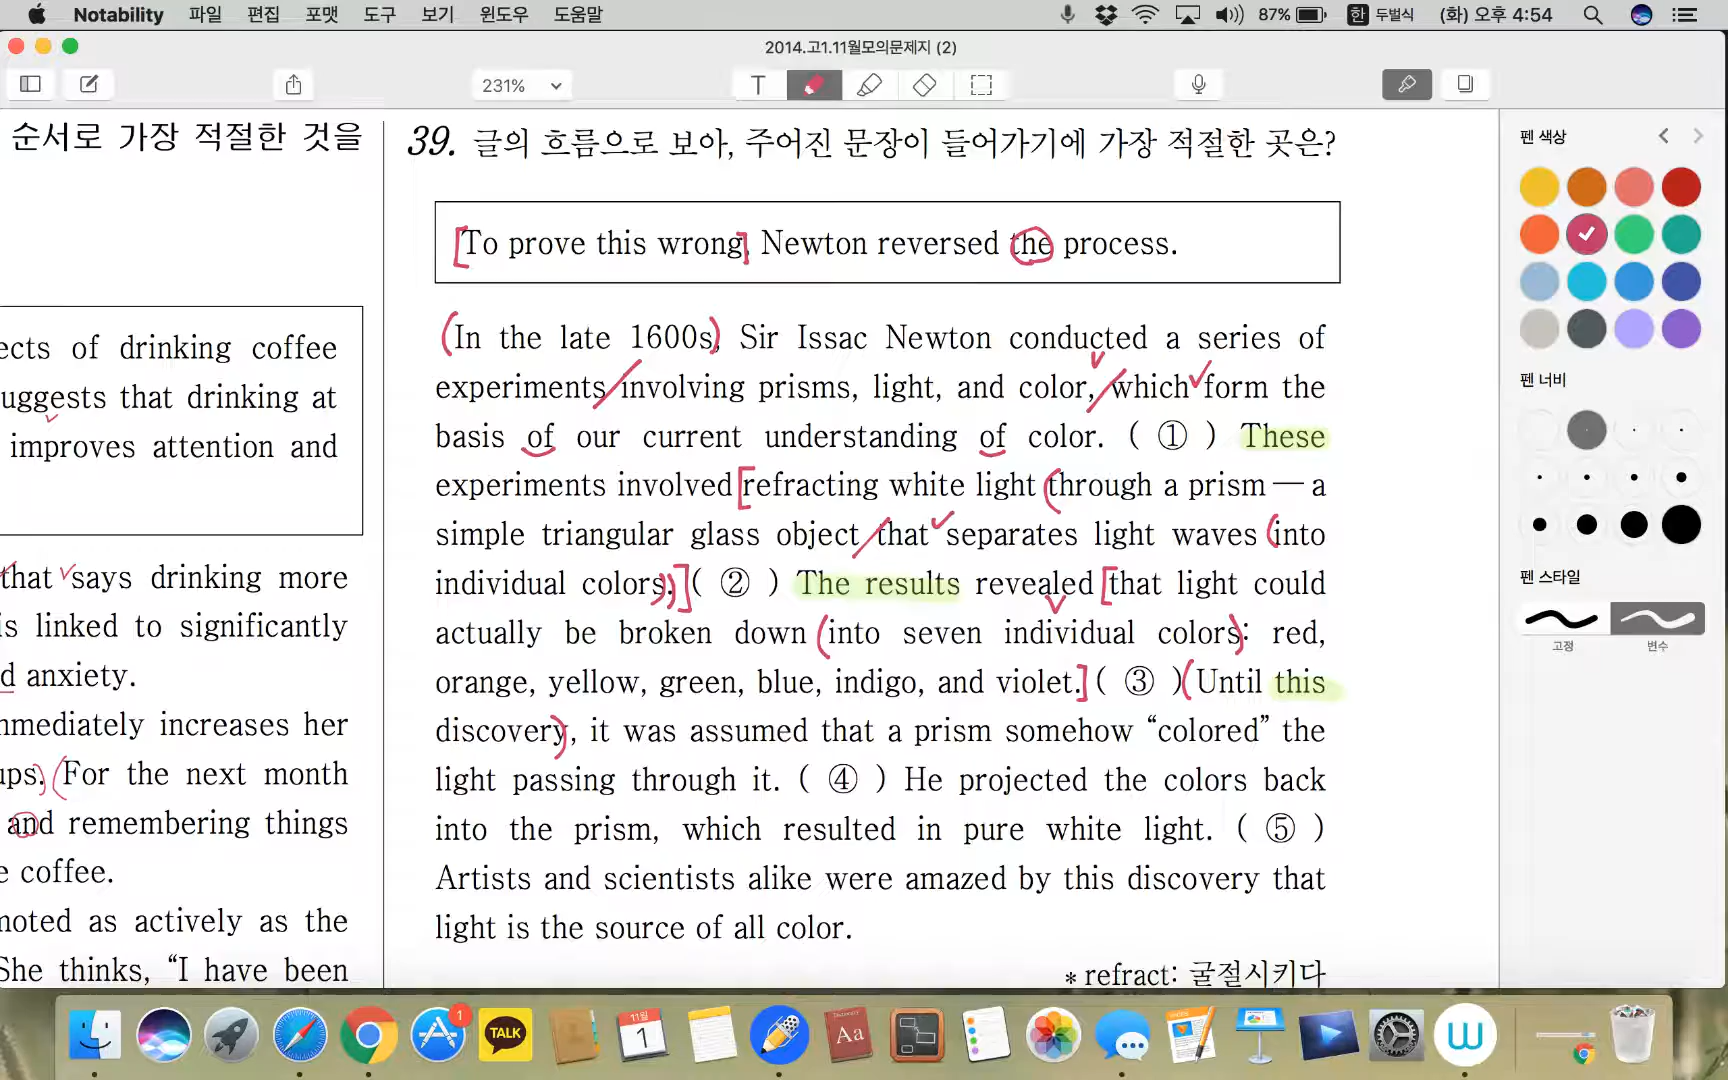 Notability 파일 편집 포맷 도구 보기 윈도우 도움말 87% 한 두벌식 (화) 오후 4:54
2014.고1.11월모의문제지 (2)
231% T
순서로 가장 적절한 것을
ects of drinking coffee
uggests that drinking at
improves attention and
that says drinking more
is linked to significantly
d anxiety.
mmediately increases her
ups. For the next month
and remembering things
e coffee.
noted as actively as the
She thinks, “I have been
39. 글의 흐름으로 보아, 주어진 문장이 들어가기에 가장 적절한 곳은?
To prove this wrong, Newton reversed the process.
In the late 1600s, Sir Issac Newton conducted a series of
experiments involving prisms, light, and color, which form the
basis of our current understanding of color. ( ① ) These
experiments involved refracting white light through a prism — a
simple triangular glass object that separates light waves into
individual colors. ( ② ) The results revealed that light could
actually be broken down into seven individual colors: red,
orange, yellow, green, blue, indigo, and violet. ( ③ ) Until this
discovery, it was assumed that a prism somehow “colored” the
light passing through it. ( ④ ) He projected the colors back
into the prism, which resulted in pure white light. ( ⑤ )
Artists and scientists alike were amazed by this discovery that
light is the source of all color.
* refract: 굴절시키다
펜 색상
펜 너비
펜 스타일
고정 변수
1 TALK 11월 1 Aa W